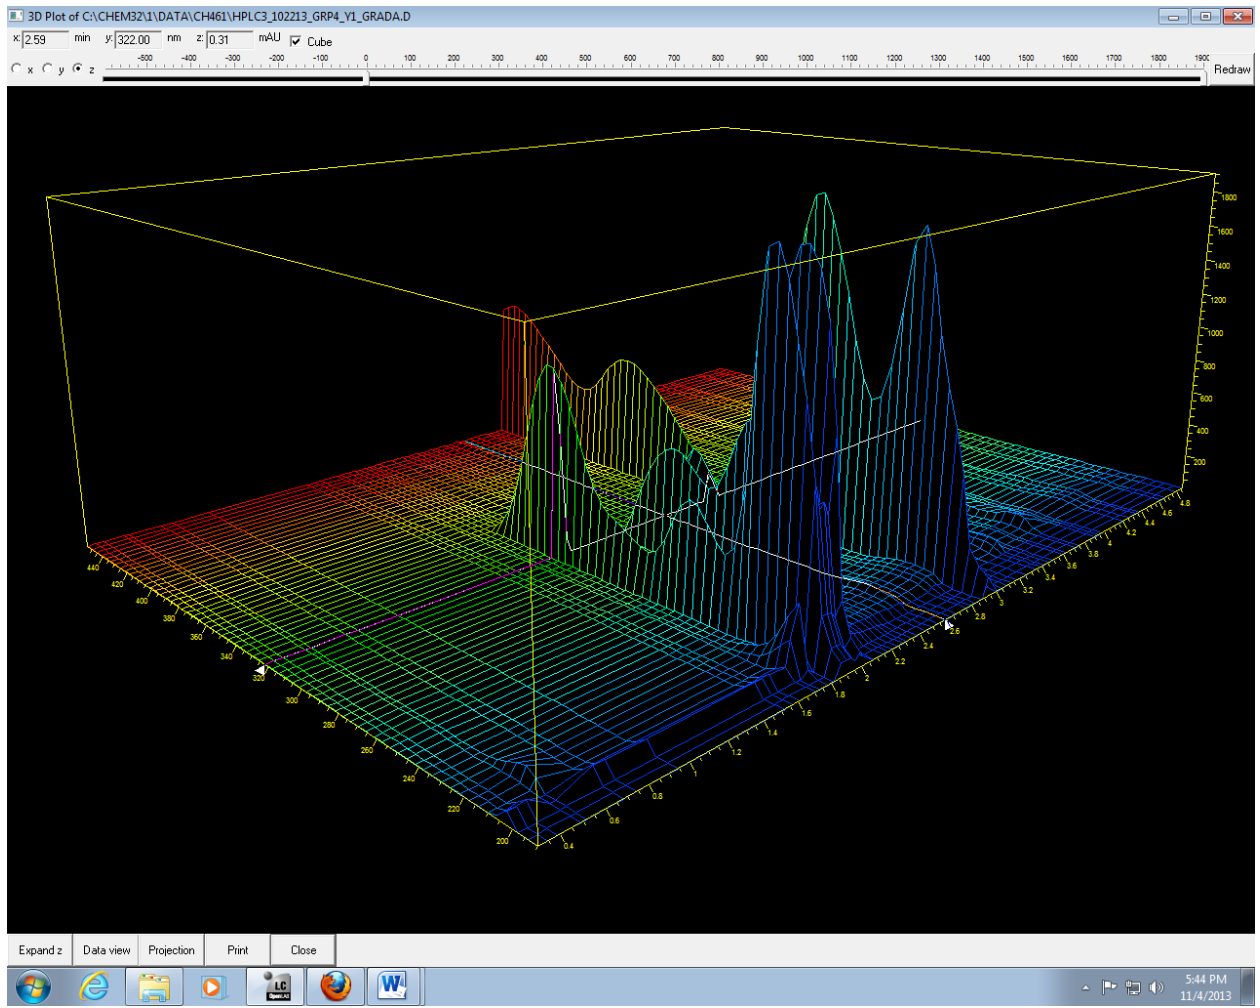 3D Plot of C:\CHEM32\1\DATA\CH461\HPLC3_102213_GRP4_Y1_GRADA.D
x: 2.59 min y: 322.00 nm z: 0.31 mAU Cube
-500 -400 -300 -200 -100 0 100 200 300 400 500 600 700 800 900 1000 1100 1200 1300 1400 1500 1600 1700 1800 1900
x y z Redraw
1800
1600
1400
1200
1000
800
600
400
200
440 420 400 380 360 340 320 300 280 260 240 220 200
0.4 0.6 0.8 1 1.2 1.4 1.6 1.8 2 2.2 2.4 2.6 2.8 3 3.2 3.4 3.6 3.8 4 4.2 4.4 4.6 4.8
Expand z Data view Projection Print Close
LC
5:44 PM
11/4/2013